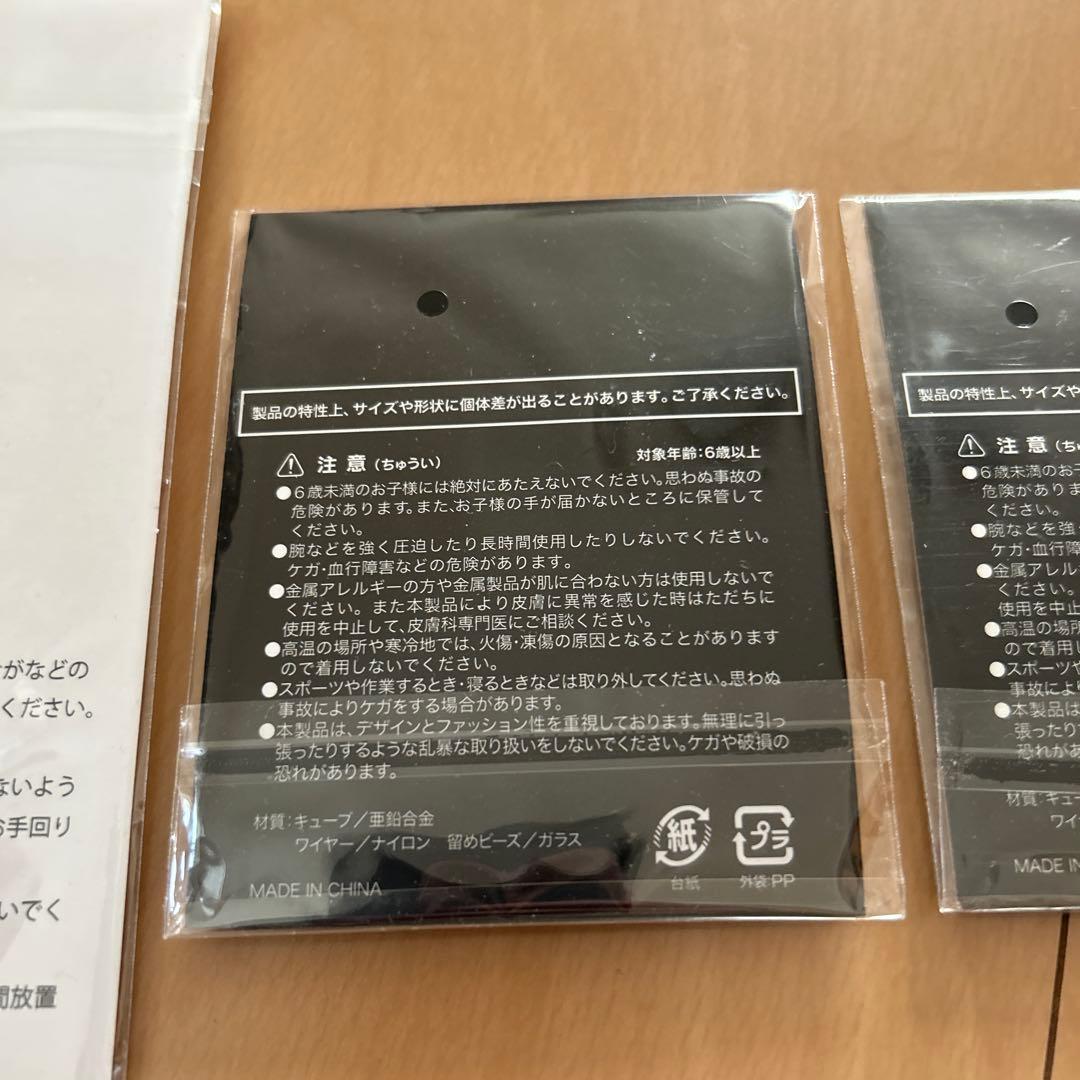 がなどの
ください。
ないよう
お手回り
いでく
間放置
製品の特性上、サイズや形状に個体差が出ることがあります。ご了承ください。
注意(ちゅうい) 対象年齢:6歳以上
●6歳未満のお子様には絶対にあたえないでください。思わぬ事故の
危険があります。また、お子様の手が届かないところに保管して
ください。
●腕などを強く圧迫したり長時間使用したりしないでください。
ケガ・血行障害などの危険があります。
●金属アレルギーの方や金属製品が肌に合わない方は使用しないで
ください。また本製品により皮膚に異常を感じた時はただちに
使用を中止して、皮膚科専門医にご相談ください。
●高温の場所や寒冷地では、火傷・凍傷の原因となることがあります
ので着用しないでください。
●スポーツや作業するとき・寝るときなどは取り外してください。思わぬ
事故によりケガをする場合があります。
●本製品は、デザインとファッション性を重視しております。無理に引っ
張ったりするような乱暴な取り扱いをしないでください。ケガや破損の
恐れがあります。
材質:キューブ/亜鉛合金
ワイヤー/ナイロン 留めビーズ/ガラス
紙 プラ
台紙 外袋:PP
MADE IN CHINA
製品の特性上、サイズや
注意(ちゅ
●6歳未満のお子
危険がありま
ください。
●腕などを強く
ケガ・血行障
●金属アレル
ください。
使用を中止
●高温の場所
ので着用し
●スポーツや
事故により
●本製品は
張ったり
恐れがあ
材質:キュー
ワイ
MADE IN